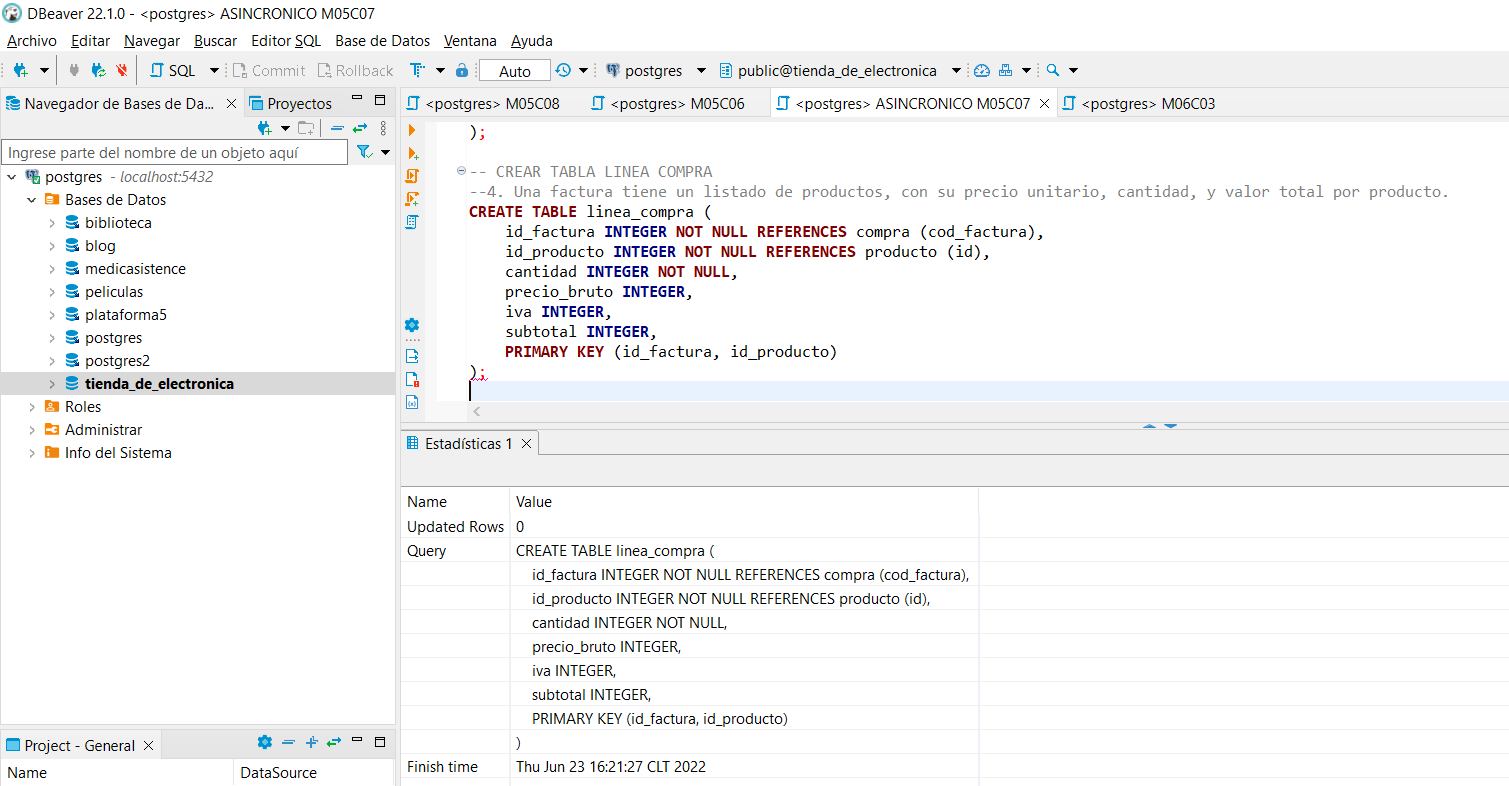 DBeaver 22.1.0 - <postgres> ASINCRONICO M05C07
Archivo Editar Navegar Buscar Editor SQL Base de Datos Ventana Ayuda
SQL Commit Rollback Auto postgres public@tienda_de_electronica
Navegador de Bases de Da... Proyectos
<postgres> M05C08 <postgres> M05C06 <postgres> ASINCRONICO M05C07 <postgres> M06C03
Ingrese parte del nombre de un objeto aquí
postgres - localhost:5432
Bases de Datos
biblioteca
blog
medicasistence
peliculas
plataforma5
postgres
postgres2
tienda_de_electronica
Roles
Administrar
Info del Sistema
);
-- CREAR TABLA LINEA COMPRA
--4. Una factura tiene un listado de productos, con su precio unitario, cantidad, y valor total por producto.
CREATE TABLE linea_compra (
id_factura INTEGER NOT NULL REFERENCES compra (cod_factura),
id_producto INTEGER NOT NULL REFERENCES producto (id),
cantidad INTEGER NOT NULL,
precio_bruto INTEGER,
iva INTEGER,
subtotal INTEGER,
PRIMARY KEY (id_factura, id_producto)
);
Estadísticas 1
Name Value
Updated Rows 0
Query CREATE TABLE linea_compra (
id_factura INTEGER NOT NULL REFERENCES compra (cod_factura),
id_producto INTEGER NOT NULL REFERENCES producto (id),
cantidad INTEGER NOT NULL,
precio_bruto INTEGER,
iva INTEGER,
subtotal INTEGER,
PRIMARY KEY (id_factura, id_producto)
)
Finish time Thu Jun 23 16:21:27 CLT 2022
Project - General
Name DataSource